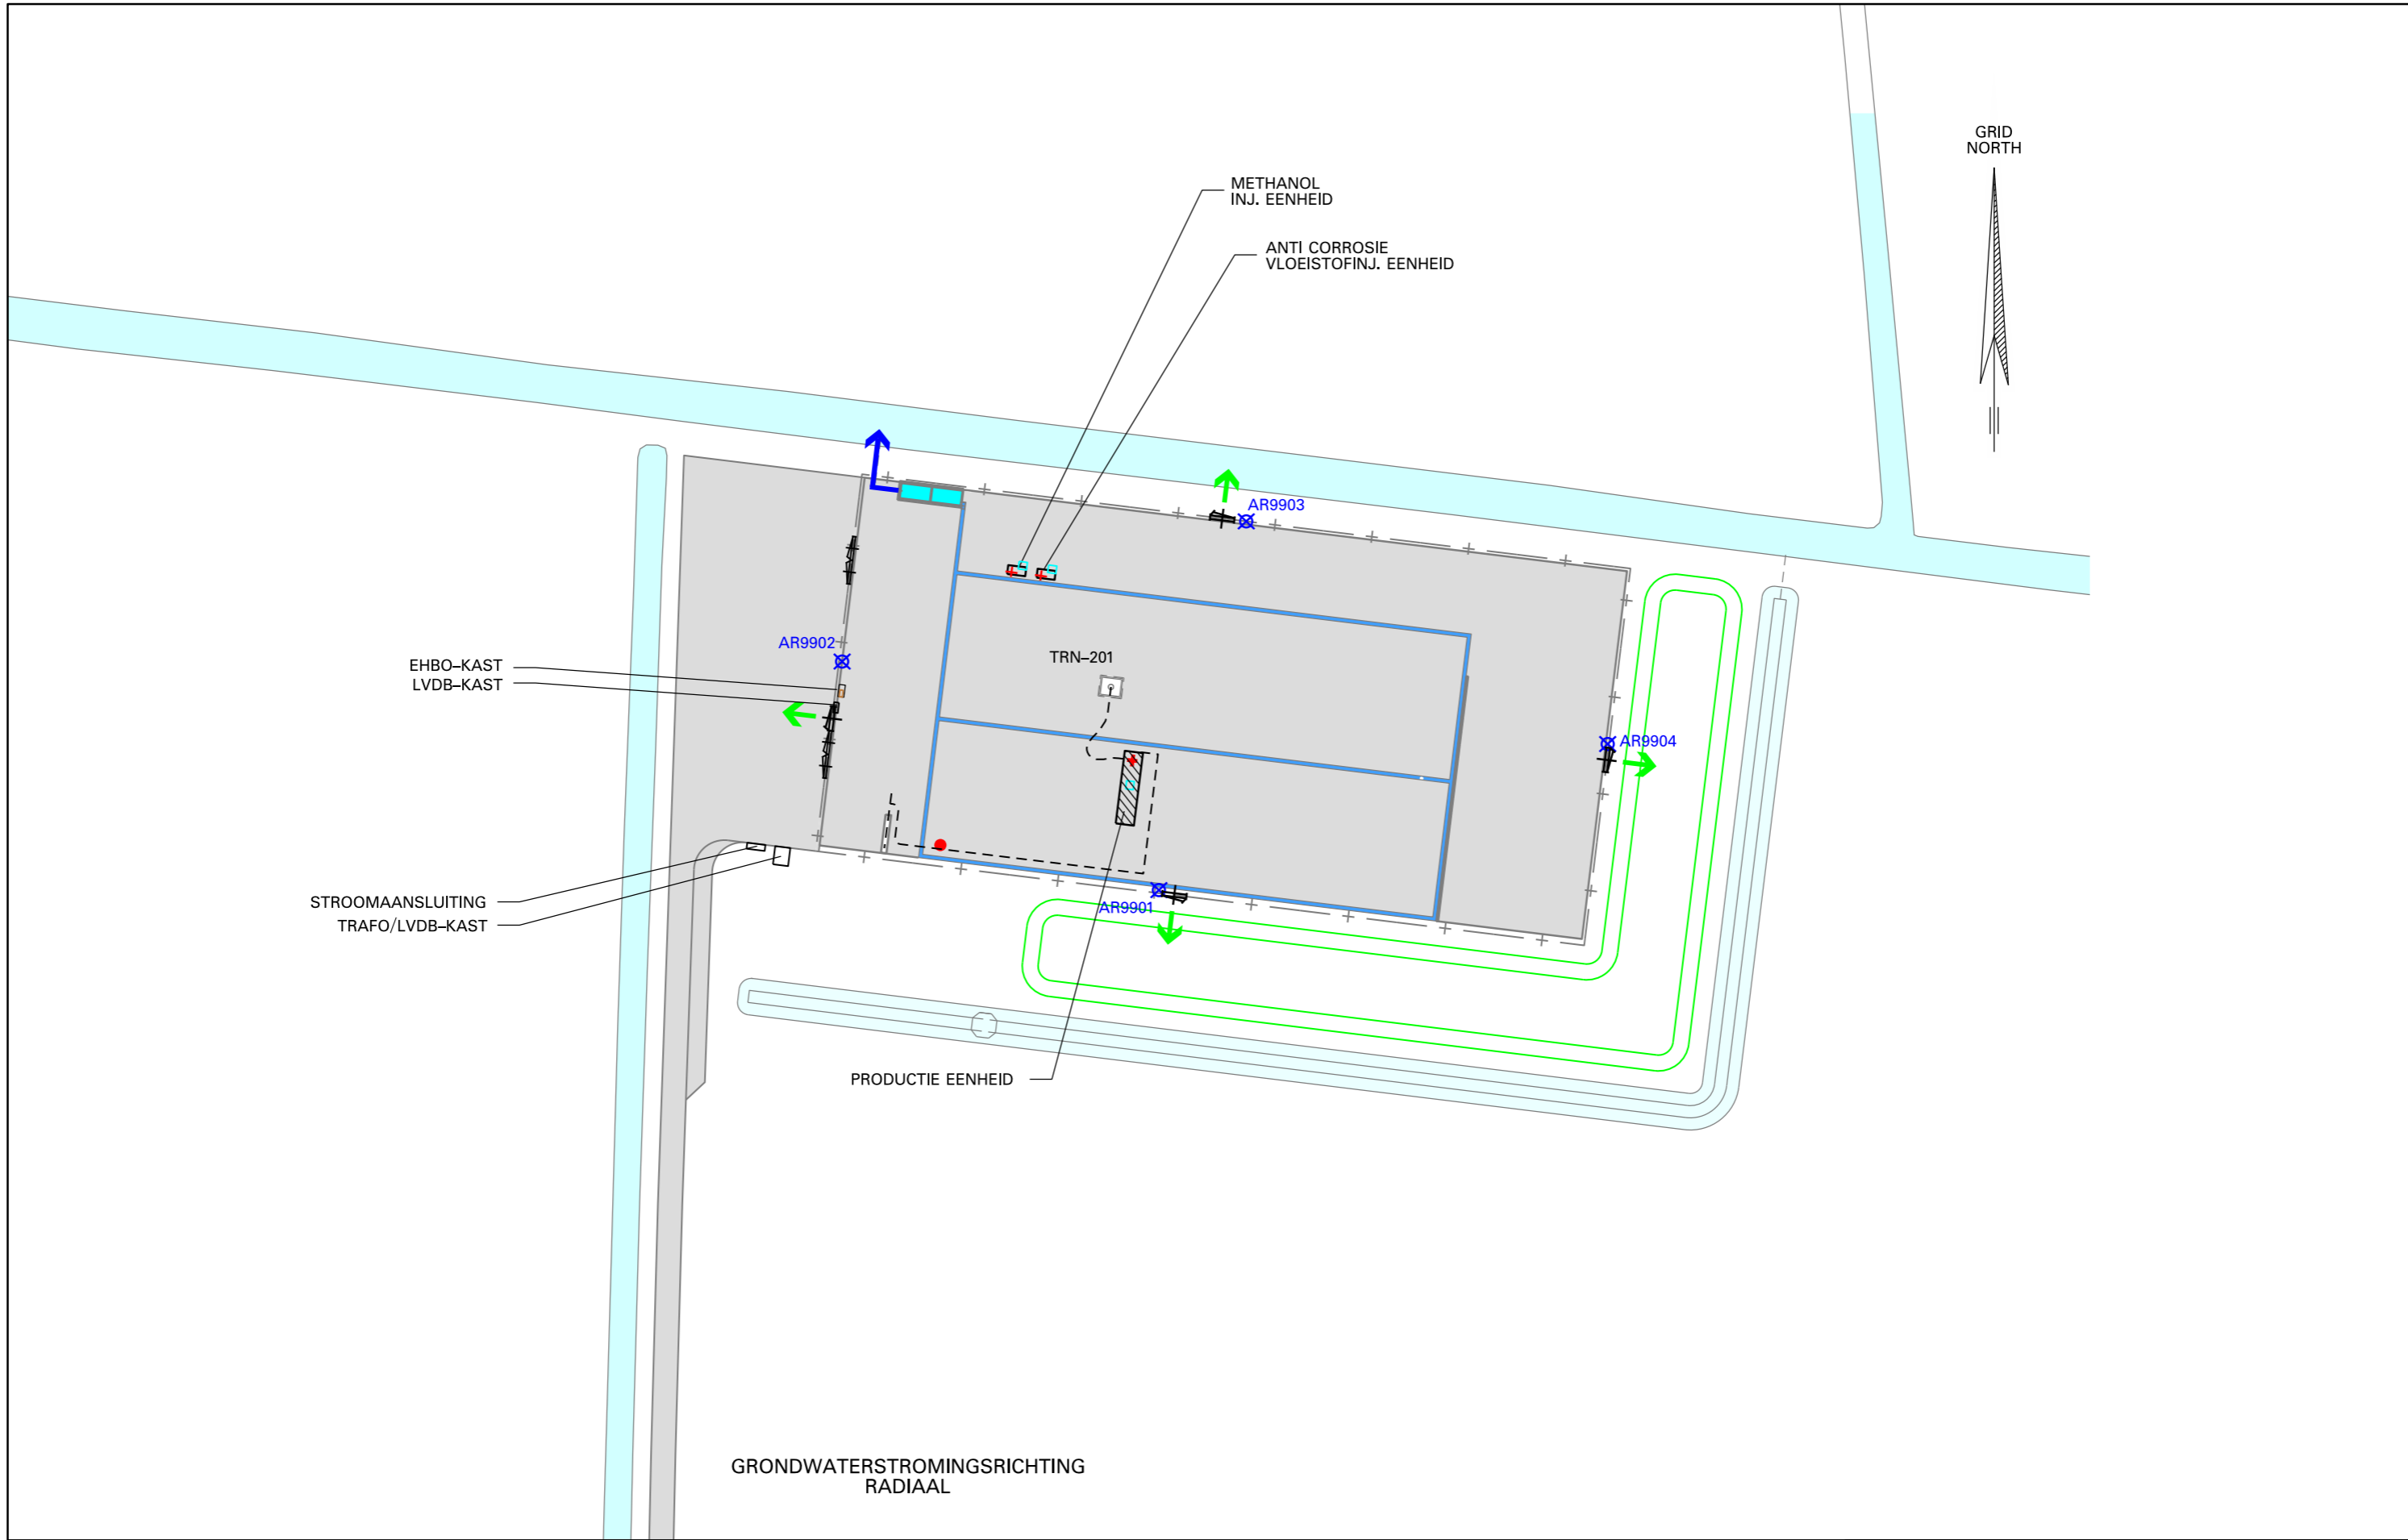 GRID
NORTH
METHANOL
INJ. EENHEID
ANTI CORROSIE
VLOEISTOFINJ. EENHEID
AR9903
AR9902
TRN–201
EHBO–KAST
LVDB–KAST
AR9904
STROOMAANSLUITING
TRAFO/LVDB–KAST
AR9901
PRODUCTIE EENHEID
GRONDWATERSTROMINGSRICHTING
RADIAAL